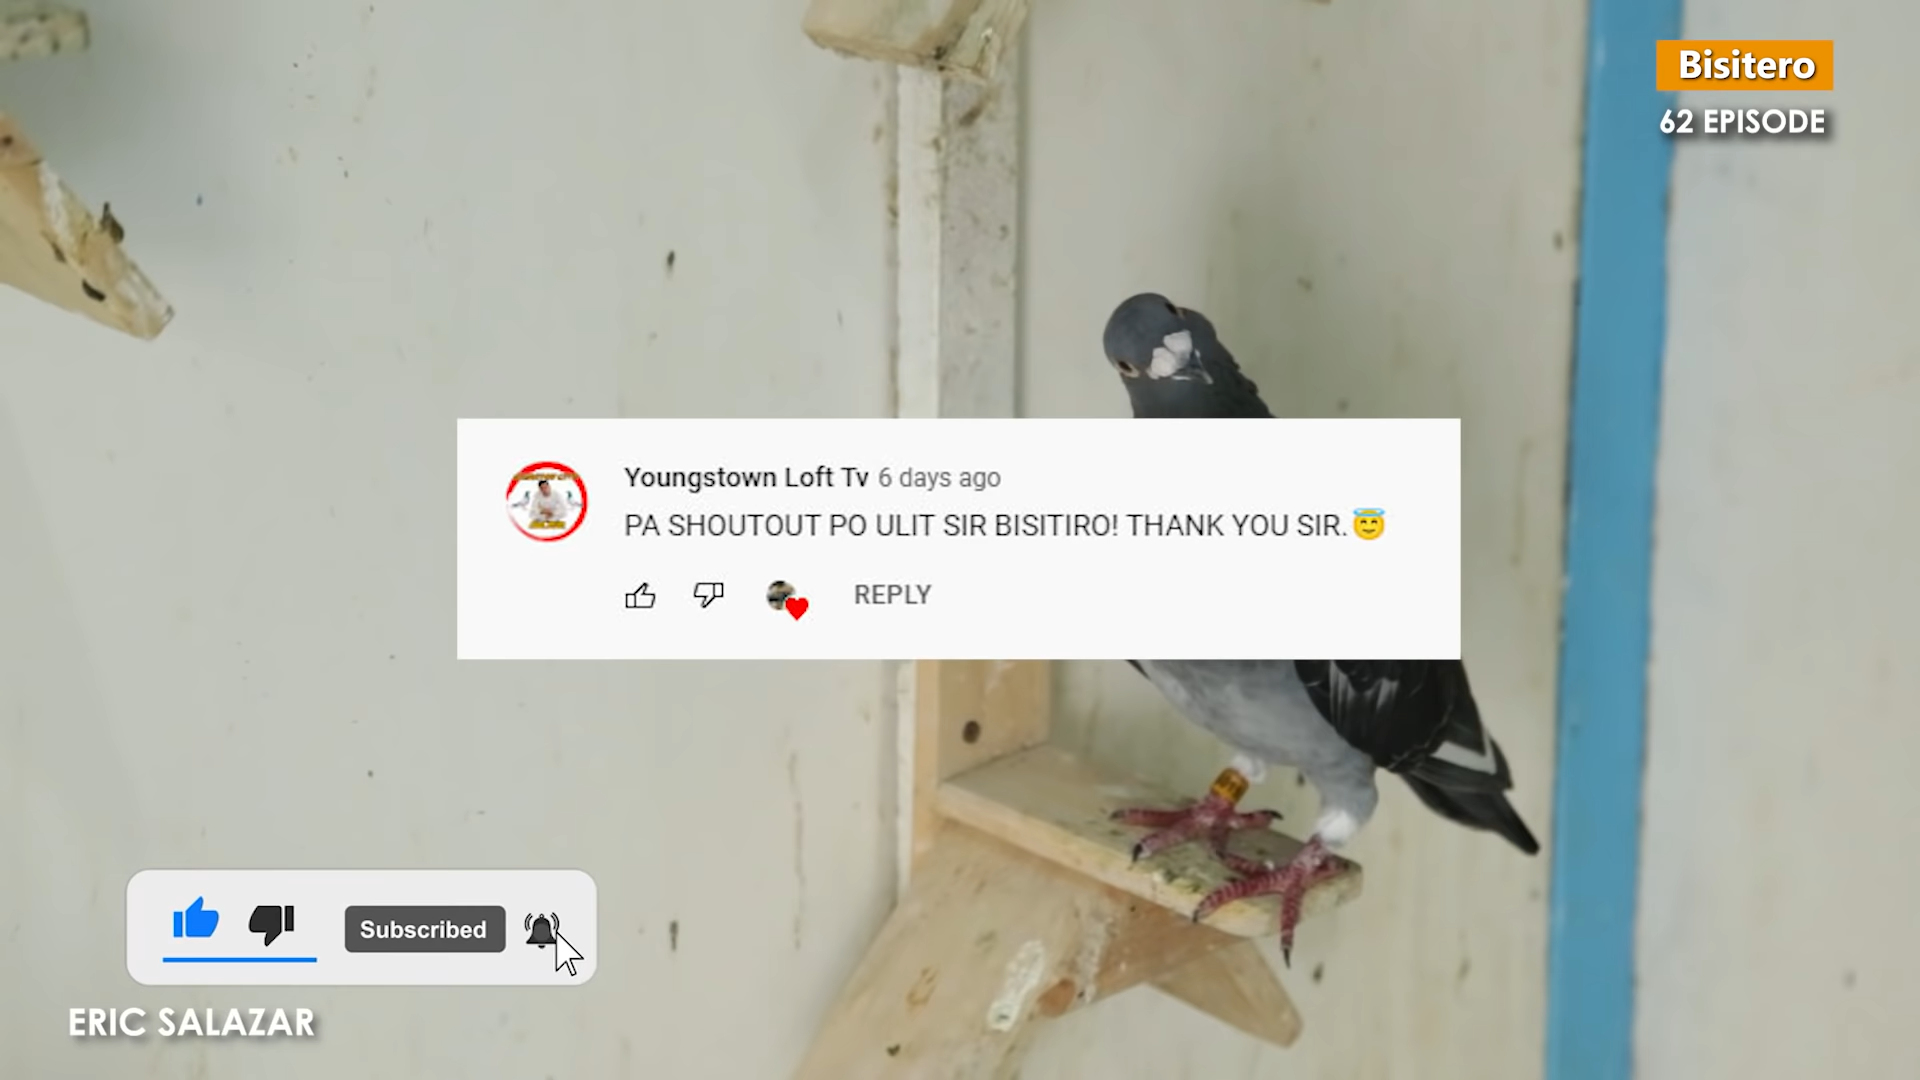 Bisitero
62 EPISODE
Youngstown Loft Tv 6 days ago
PA SHOUTOUT PO ULIT SIR BISITIRO! THANK YOU SIR.😇
REPLY
Subscribed
ERIC SALAZAR